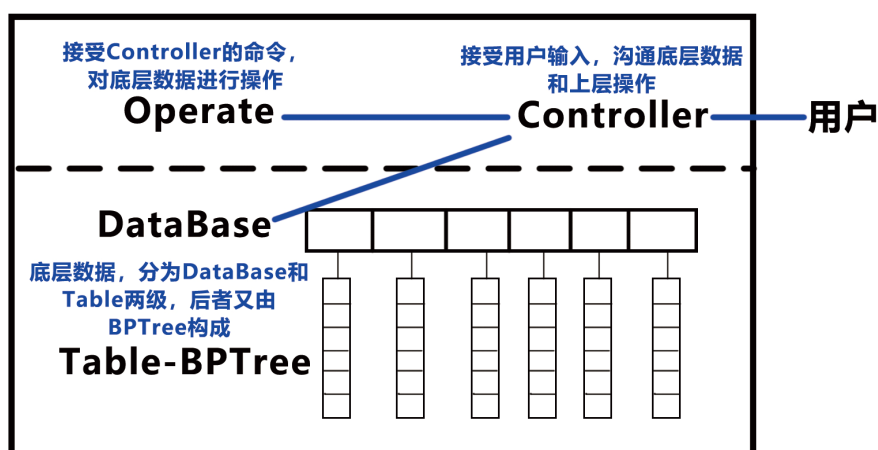 接受Controller的命令，
对底层数据进行操作
Operate
接受用户输入，沟通底层数据
和上层操作
Controller
用户
DataBase
底层数据，分为DataBase和
Table两级，后者又由
BPTree构成
Table-BPTree